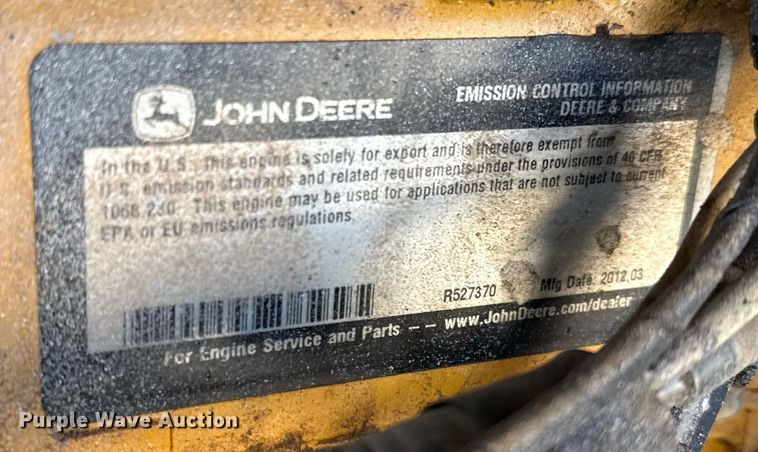 JOHN DEERE
EMISSION CONTROL INFORMATION
DEERE & COMPANY
In the U.S. This engine is solely for export and is therefore exempt from
U.S. emission standards and related requirements under the provisions of 40 CFR
1068.230. This engine may be used for applications that are not subject to current
EPA or EU emissions regulations.
R527370
Mfg Date: 2012.03
For Engine Service and Parts -- www.JohnDeere.com/dealer
Purple Wave Auction